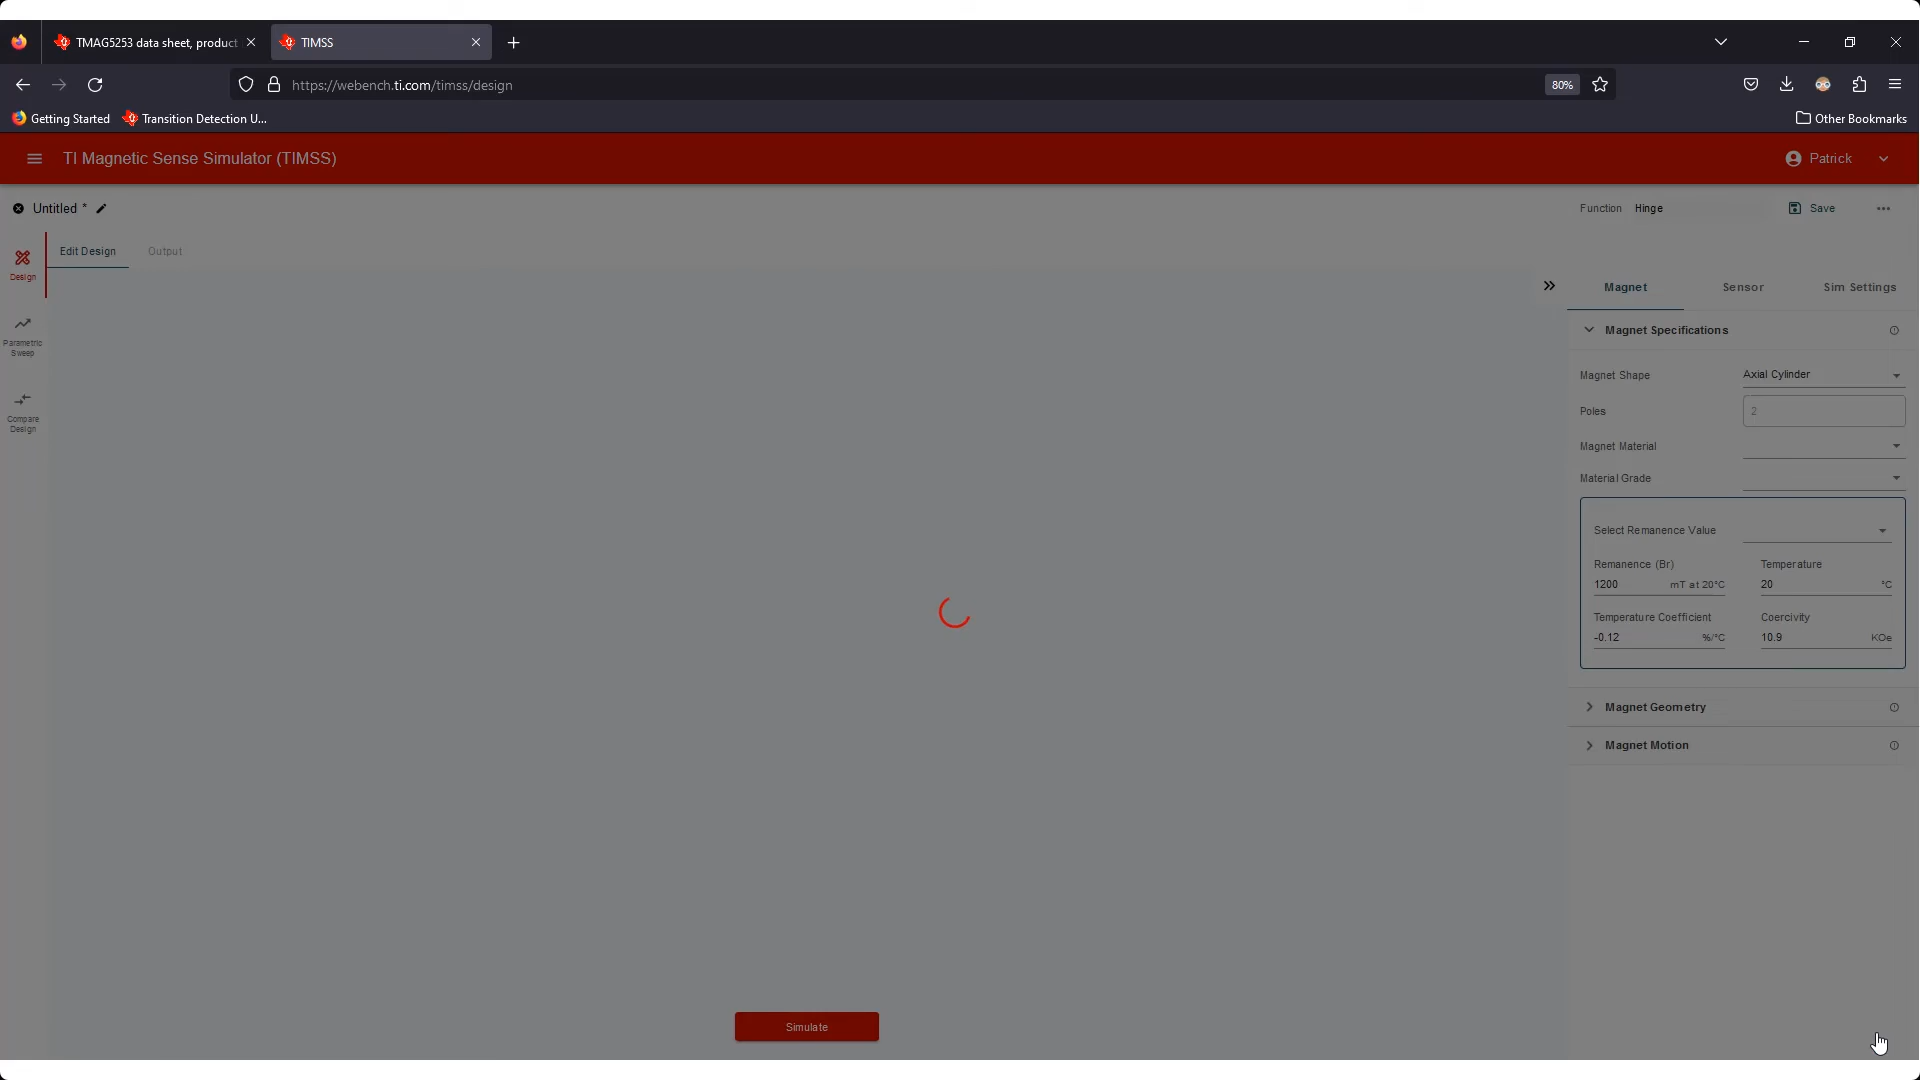 TMAG5253 data sheet, product
TIMSS
https://webench.ti.com/timss/design
80%
Getting Started
Transition Detection U...
Other Bookmarks
TI Magnetic Sense Simulator (TIMSS)
Patrick
Untitled *
Function Hinge
Save
Design
Edit Design
Output
Parametric
Sweep
Compare
Design
Magnet
Sensor
Sim Settings
Magnet Specifications
Magnet Shape
Axial Cylinder
Poles
2
Magnet Material
Material Grade
Select Remanence Value
Remanence (Br)
Temperature
1200 mT at 20°C
20 °C
Temperature Coefficient
Coercivity
-0.12 %/°C
10.9 KOe
Magnet Geometry
Magnet Motion
Simulate